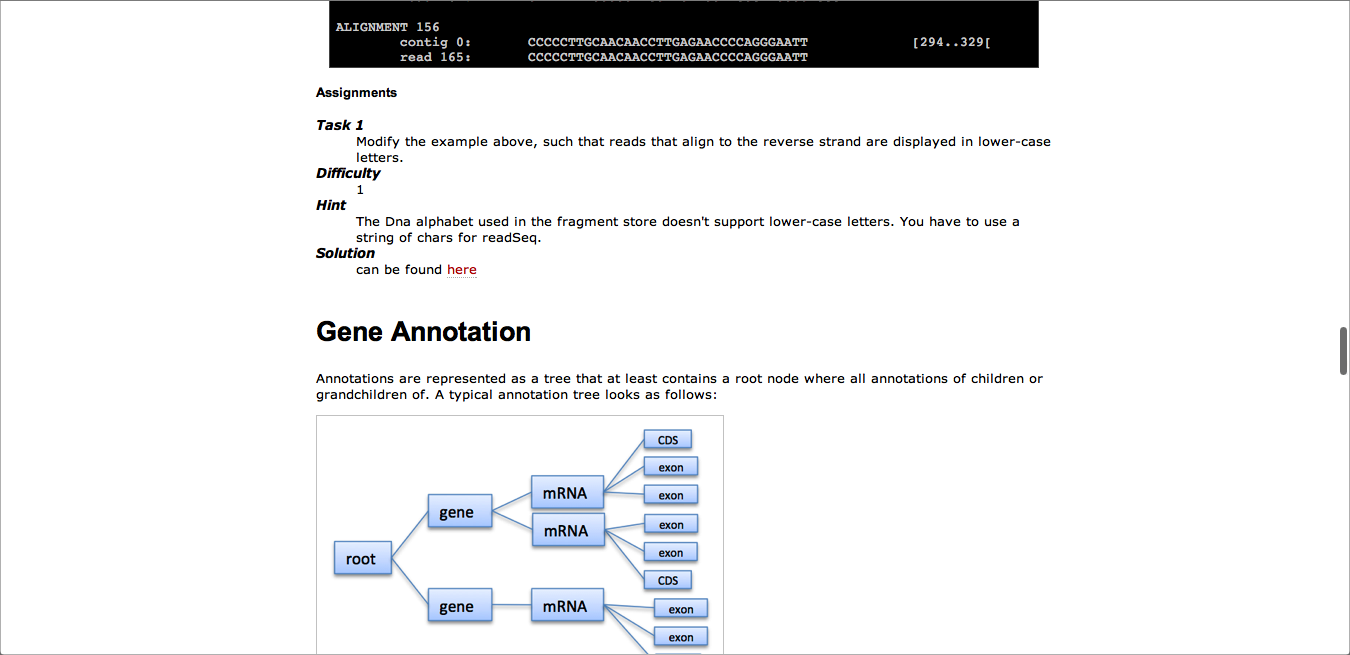 ALIGNMENT 156
contig 0: CCCCCTTGCAACAACCTTGAGAACCCCAGGGAATT [294..329[
read 165: CCCCCTTGCAACAACCTTGAGAACCCCAGGGAATT
Assignments
Task 1
Modify the example above, such that reads that align to the reverse strand are displayed in lower-case
letters.
Difficulty
1
Hint
The Dna alphabet used in the fragment store doesn't support lower-case letters. You have to use a
string of chars for readSeq.
Solution
can be found here
Gene Annotation
Annotations are represented as a tree that at least contains a root node where all annotations of children or
grandchildren of. A typical annotation tree looks as follows:
CDS
exon
mRNA
exon
gene
exon
mRNA
exon
root
CDS
gene
mRNA
exon
exon